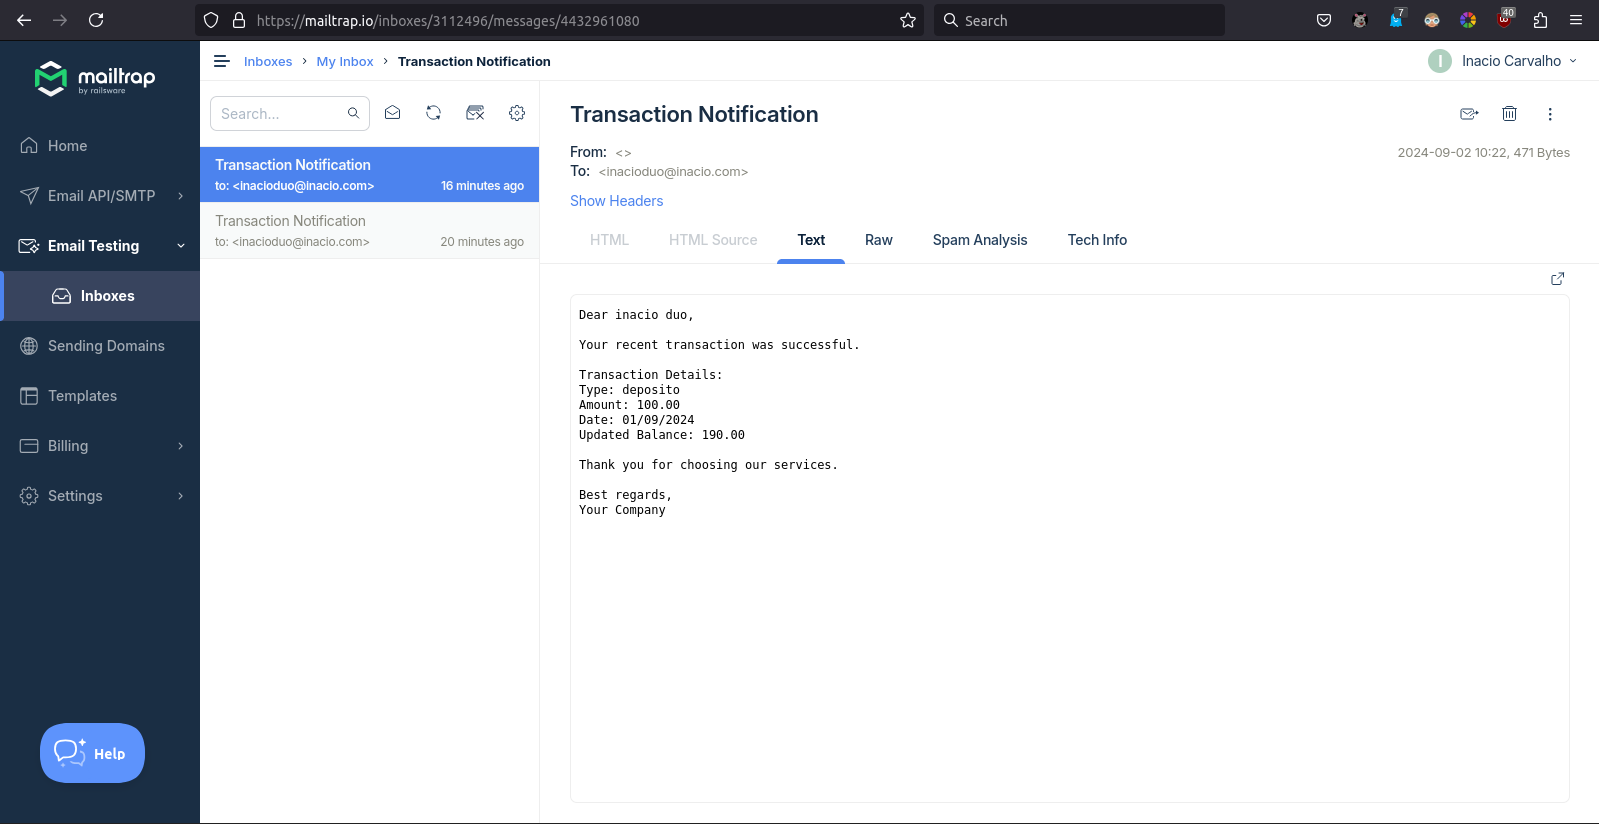 https://mailtrap.io/inboxes/3112496/messages/4432961080
Search
7
40
mailtrap
by railsware
Home
Email API/SMTP
Email Testing
Inboxes
Sending Domains
Templates
Billing
Settings
Help
Inboxes › My Inbox › Transaction Notification
Inacio Carvalho
I
Search...
Transaction Notification
to: <inacioduo@inacio.com> 16 minutes ago
Transaction Notification
to: <inacioduo@inacio.com> 20 minutes ago
Transaction Notification
From: <>
2024-09-02 10:22, 471 Bytes
To: <inacioduo@inacio.com>
Show Headers
HTML HTML Source Text Raw Spam Analysis Tech Info
Dear inacio duo,
Your recent transaction was successful.
Transaction Details:
Type: deposito
Amount: 100.00
Date: 01/09/2024
Updated Balance: 190.00
Thank you for choosing our services.
Best regards,
Your Company